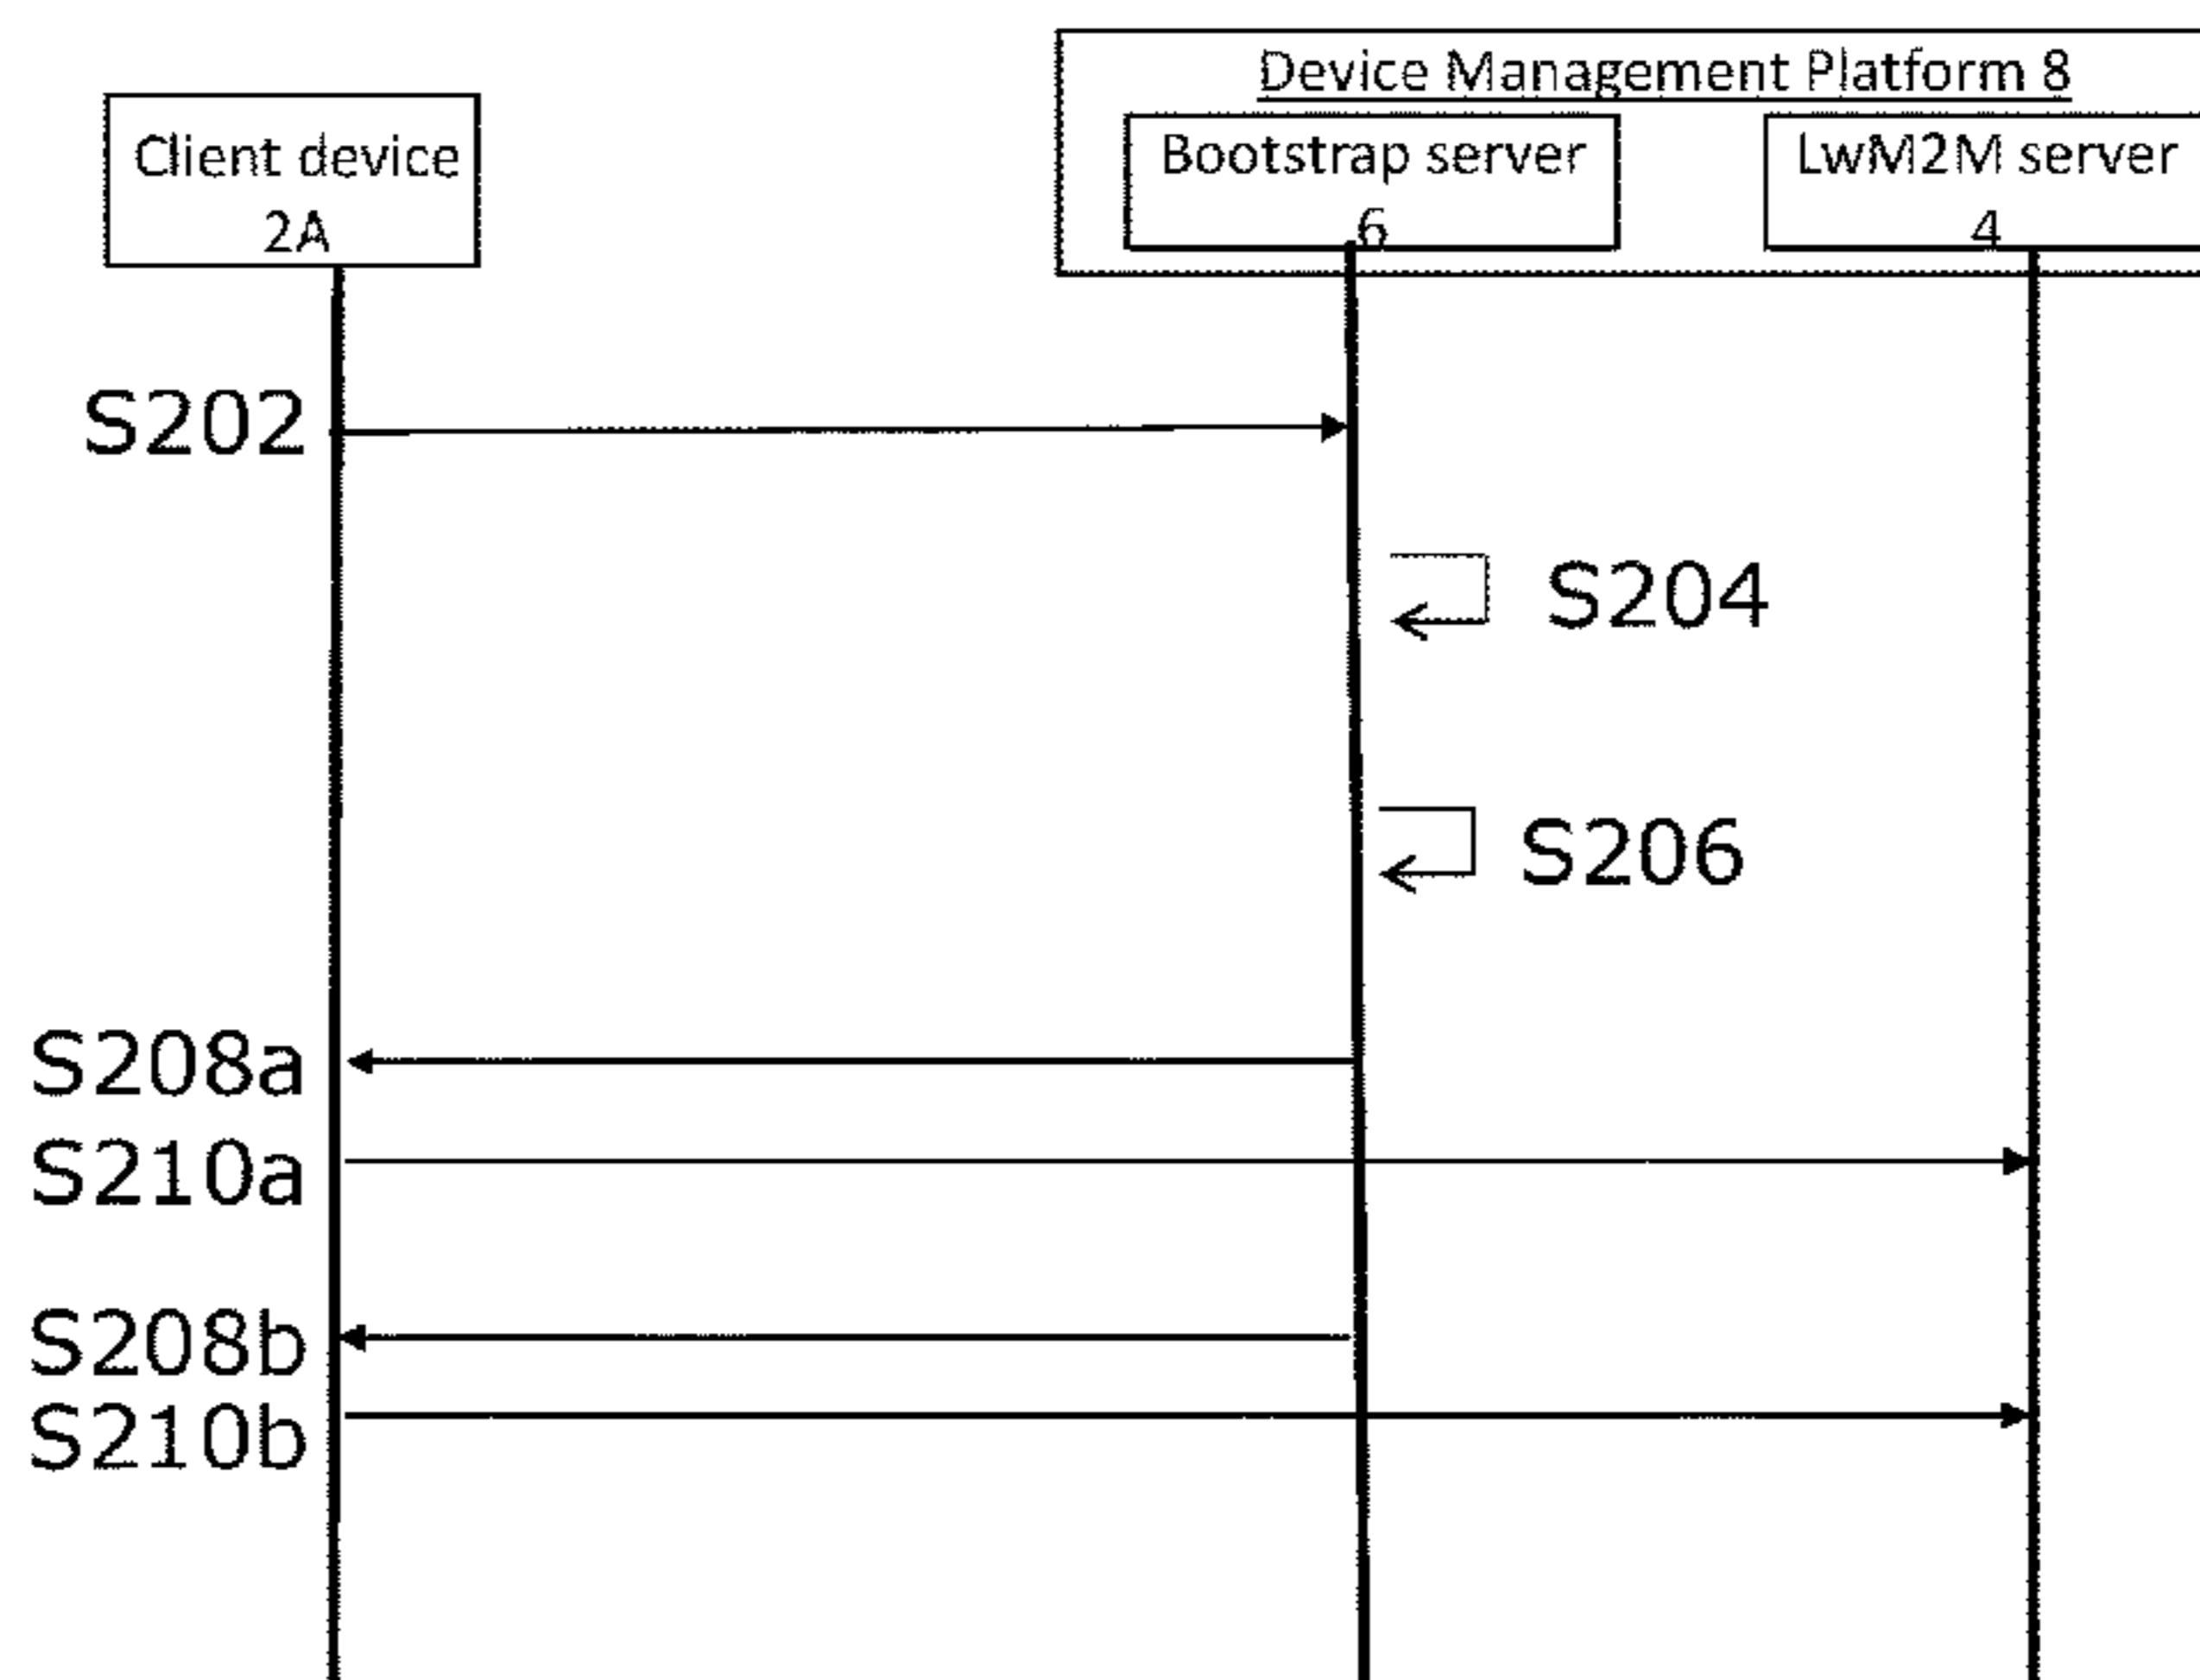 Device Management Platform 8
Client device
2A
Bootstrap server
6
LwM2M server
4
S202
S204
S206
S208a
S210a
S208b
S210b